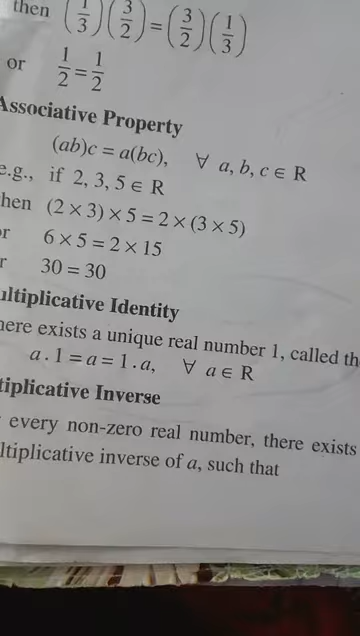 then (1/3)(3/2) = (3/2)(1/3)
or 1/2 = 1/2
Associative Property
(ab)c = a(bc), ∀ a, b, c ∈ R
e.g., if 2, 3, 5 ∈ R
then (2 × 3) × 5 = 2 × (3 × 5)
or 6 × 5 = 2 × 15
r 30 = 30
ultiplicative Identity
here exists a unique real number 1, called th
a . 1 = a = 1 . a, ∀ a ∈ R
tiplicative Inverse
every non-zero real number, there exists
ltiplicative inverse of a, such that